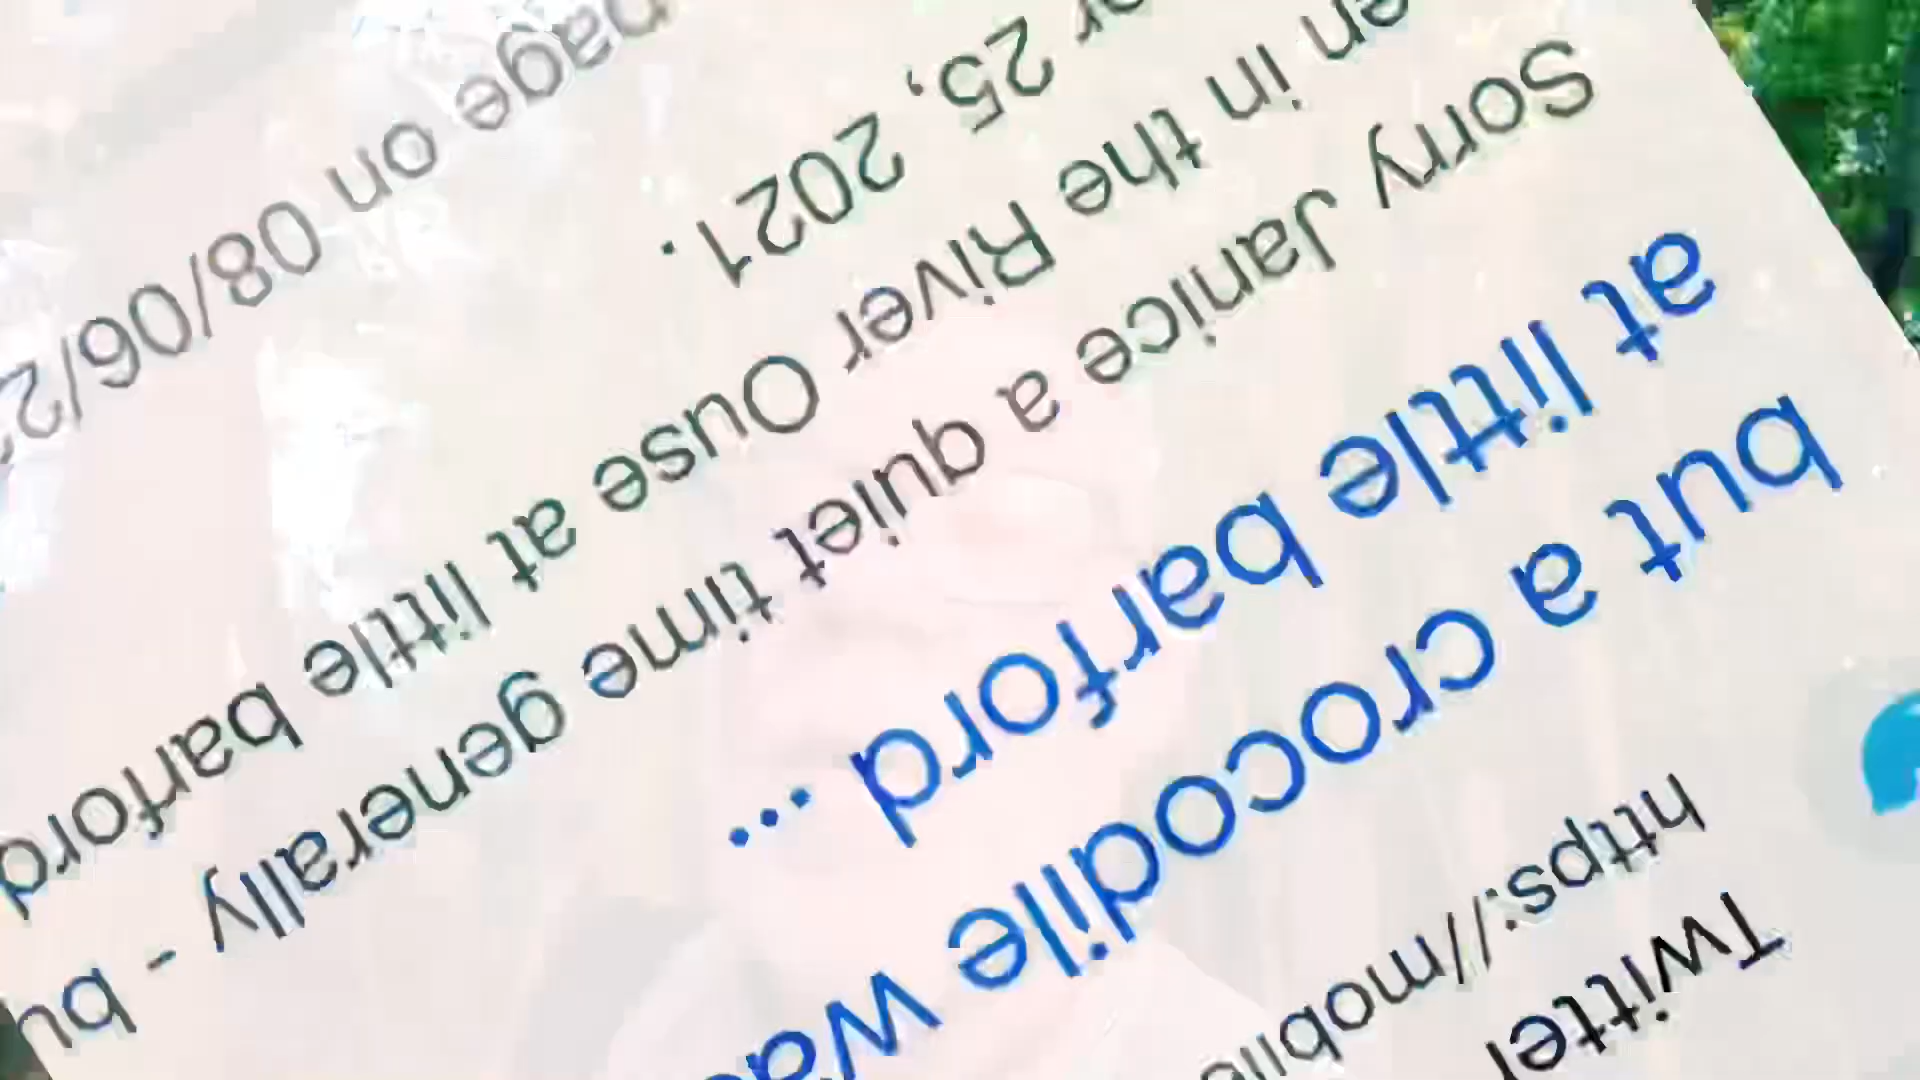 Twitter
https://mobile
but a crocodile was
at little barford ...
Sorry Janice a quiet time generally - bu
en in the River Ouse at little barford
r 25, 2021.
page on 08/06/2